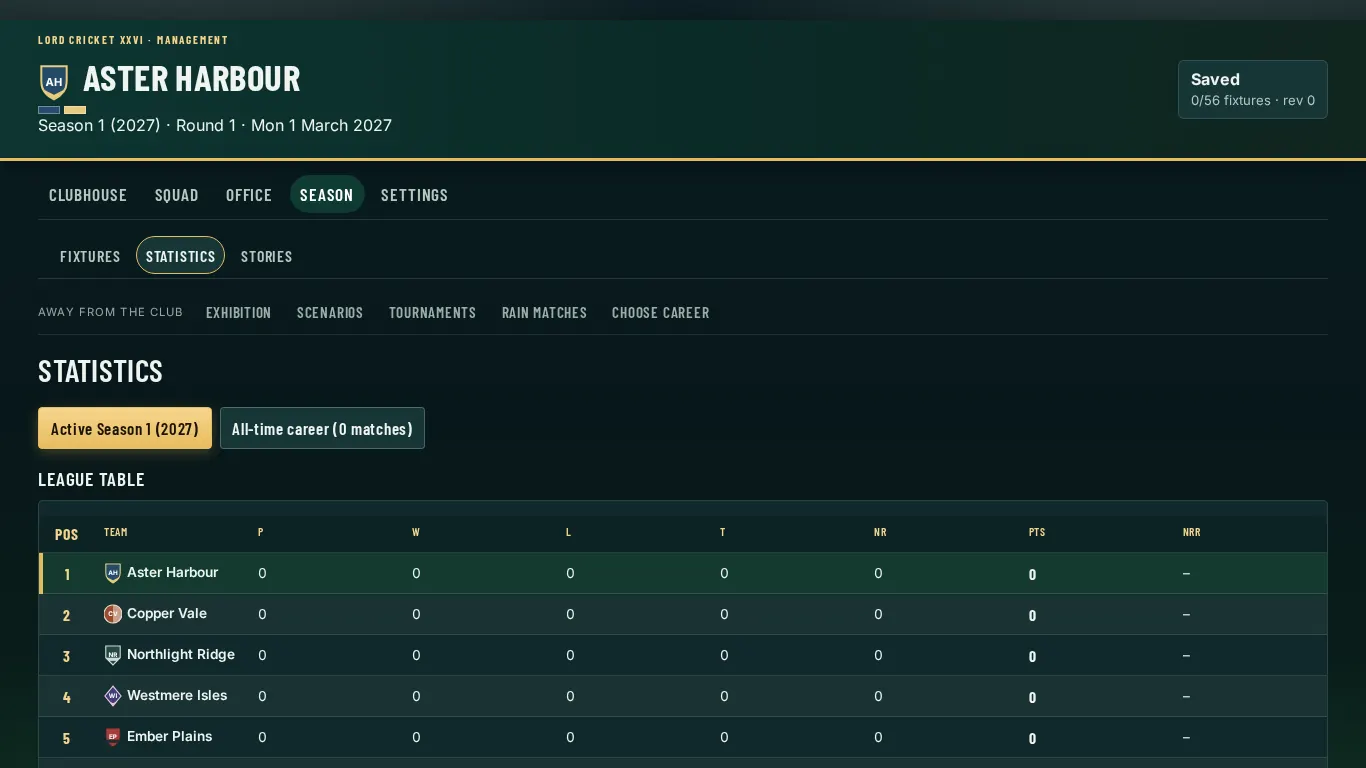 LORD CRICKET XXVI · MANAGEMENT
AH ASTER HARBOUR
Season 1 (2027) · Round 1 · Mon 1 March 2027
Saved
0/56 fixtures · rev 0
CLUBHOUSE SQUAD OFFICE SEASON SETTINGS
FIXTURES STATISTICS STORIES
AWAY FROM THE CLUB EXHIBITION SCENARIOS TOURNAMENTS RAIN MATCHES CHOOSE CAREER
STATISTICS
Active Season 1 (2027) All-time career (0 matches)
LEAGUE TABLE
POS TEAM P W L T NR PTS NRR
1 AH Aster Harbour 0 0 0 0 0 0 –
2 CV Copper Vale 0 0 0 0 0 0 –
3 NR Northlight Ridge 0 0 0 0 0 0 –
4 WI Westmere Isles 0 0 0 0 0 0 –
5 EP Ember Plains 0 0 0 0 0 0 –